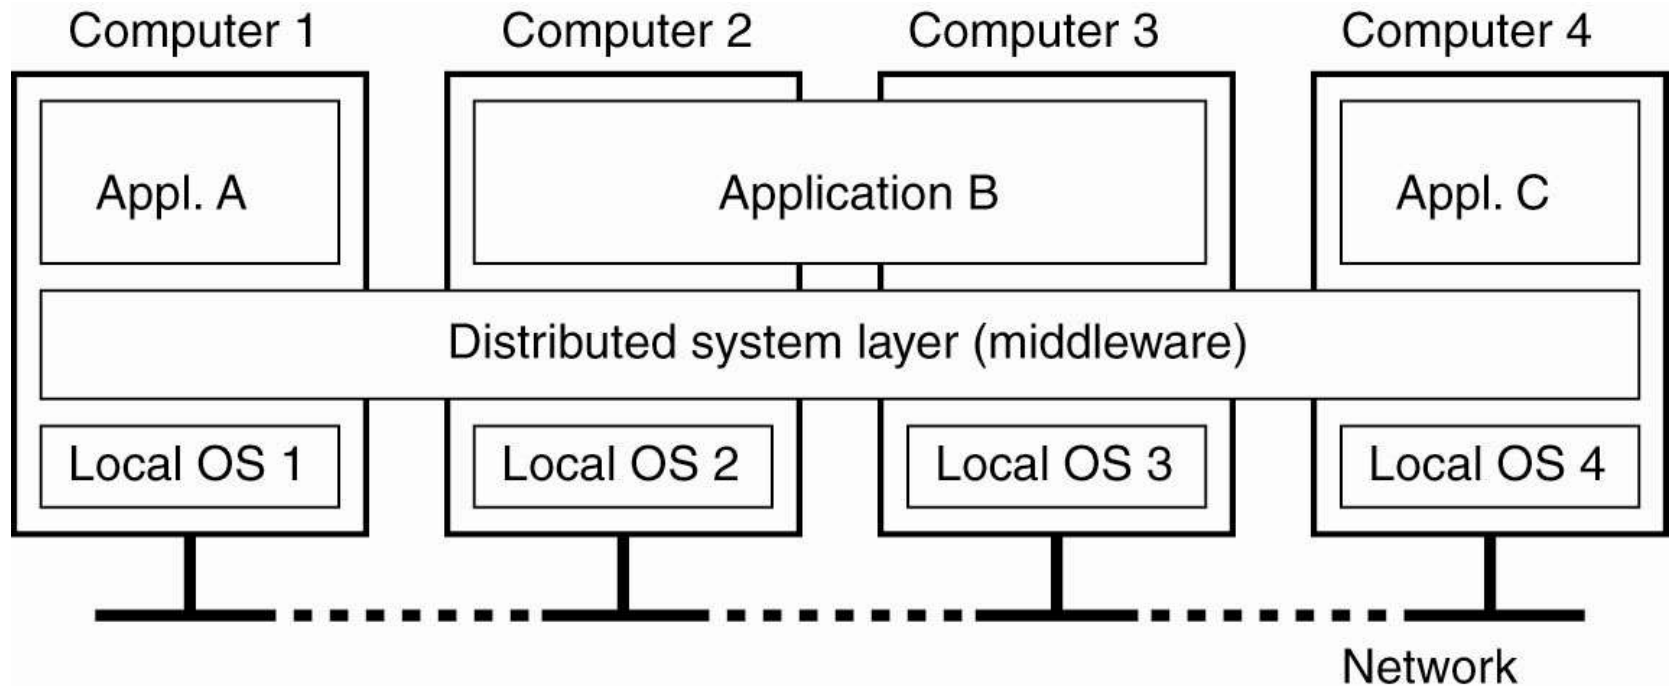 Computer 1
Computer 2
Computer 3
Computer 4
Appl. A
Application B
Appl. C
Distributed system layer (middleware)
Local OS 1
Local OS 2
Local OS 3
Local OS 4
Network